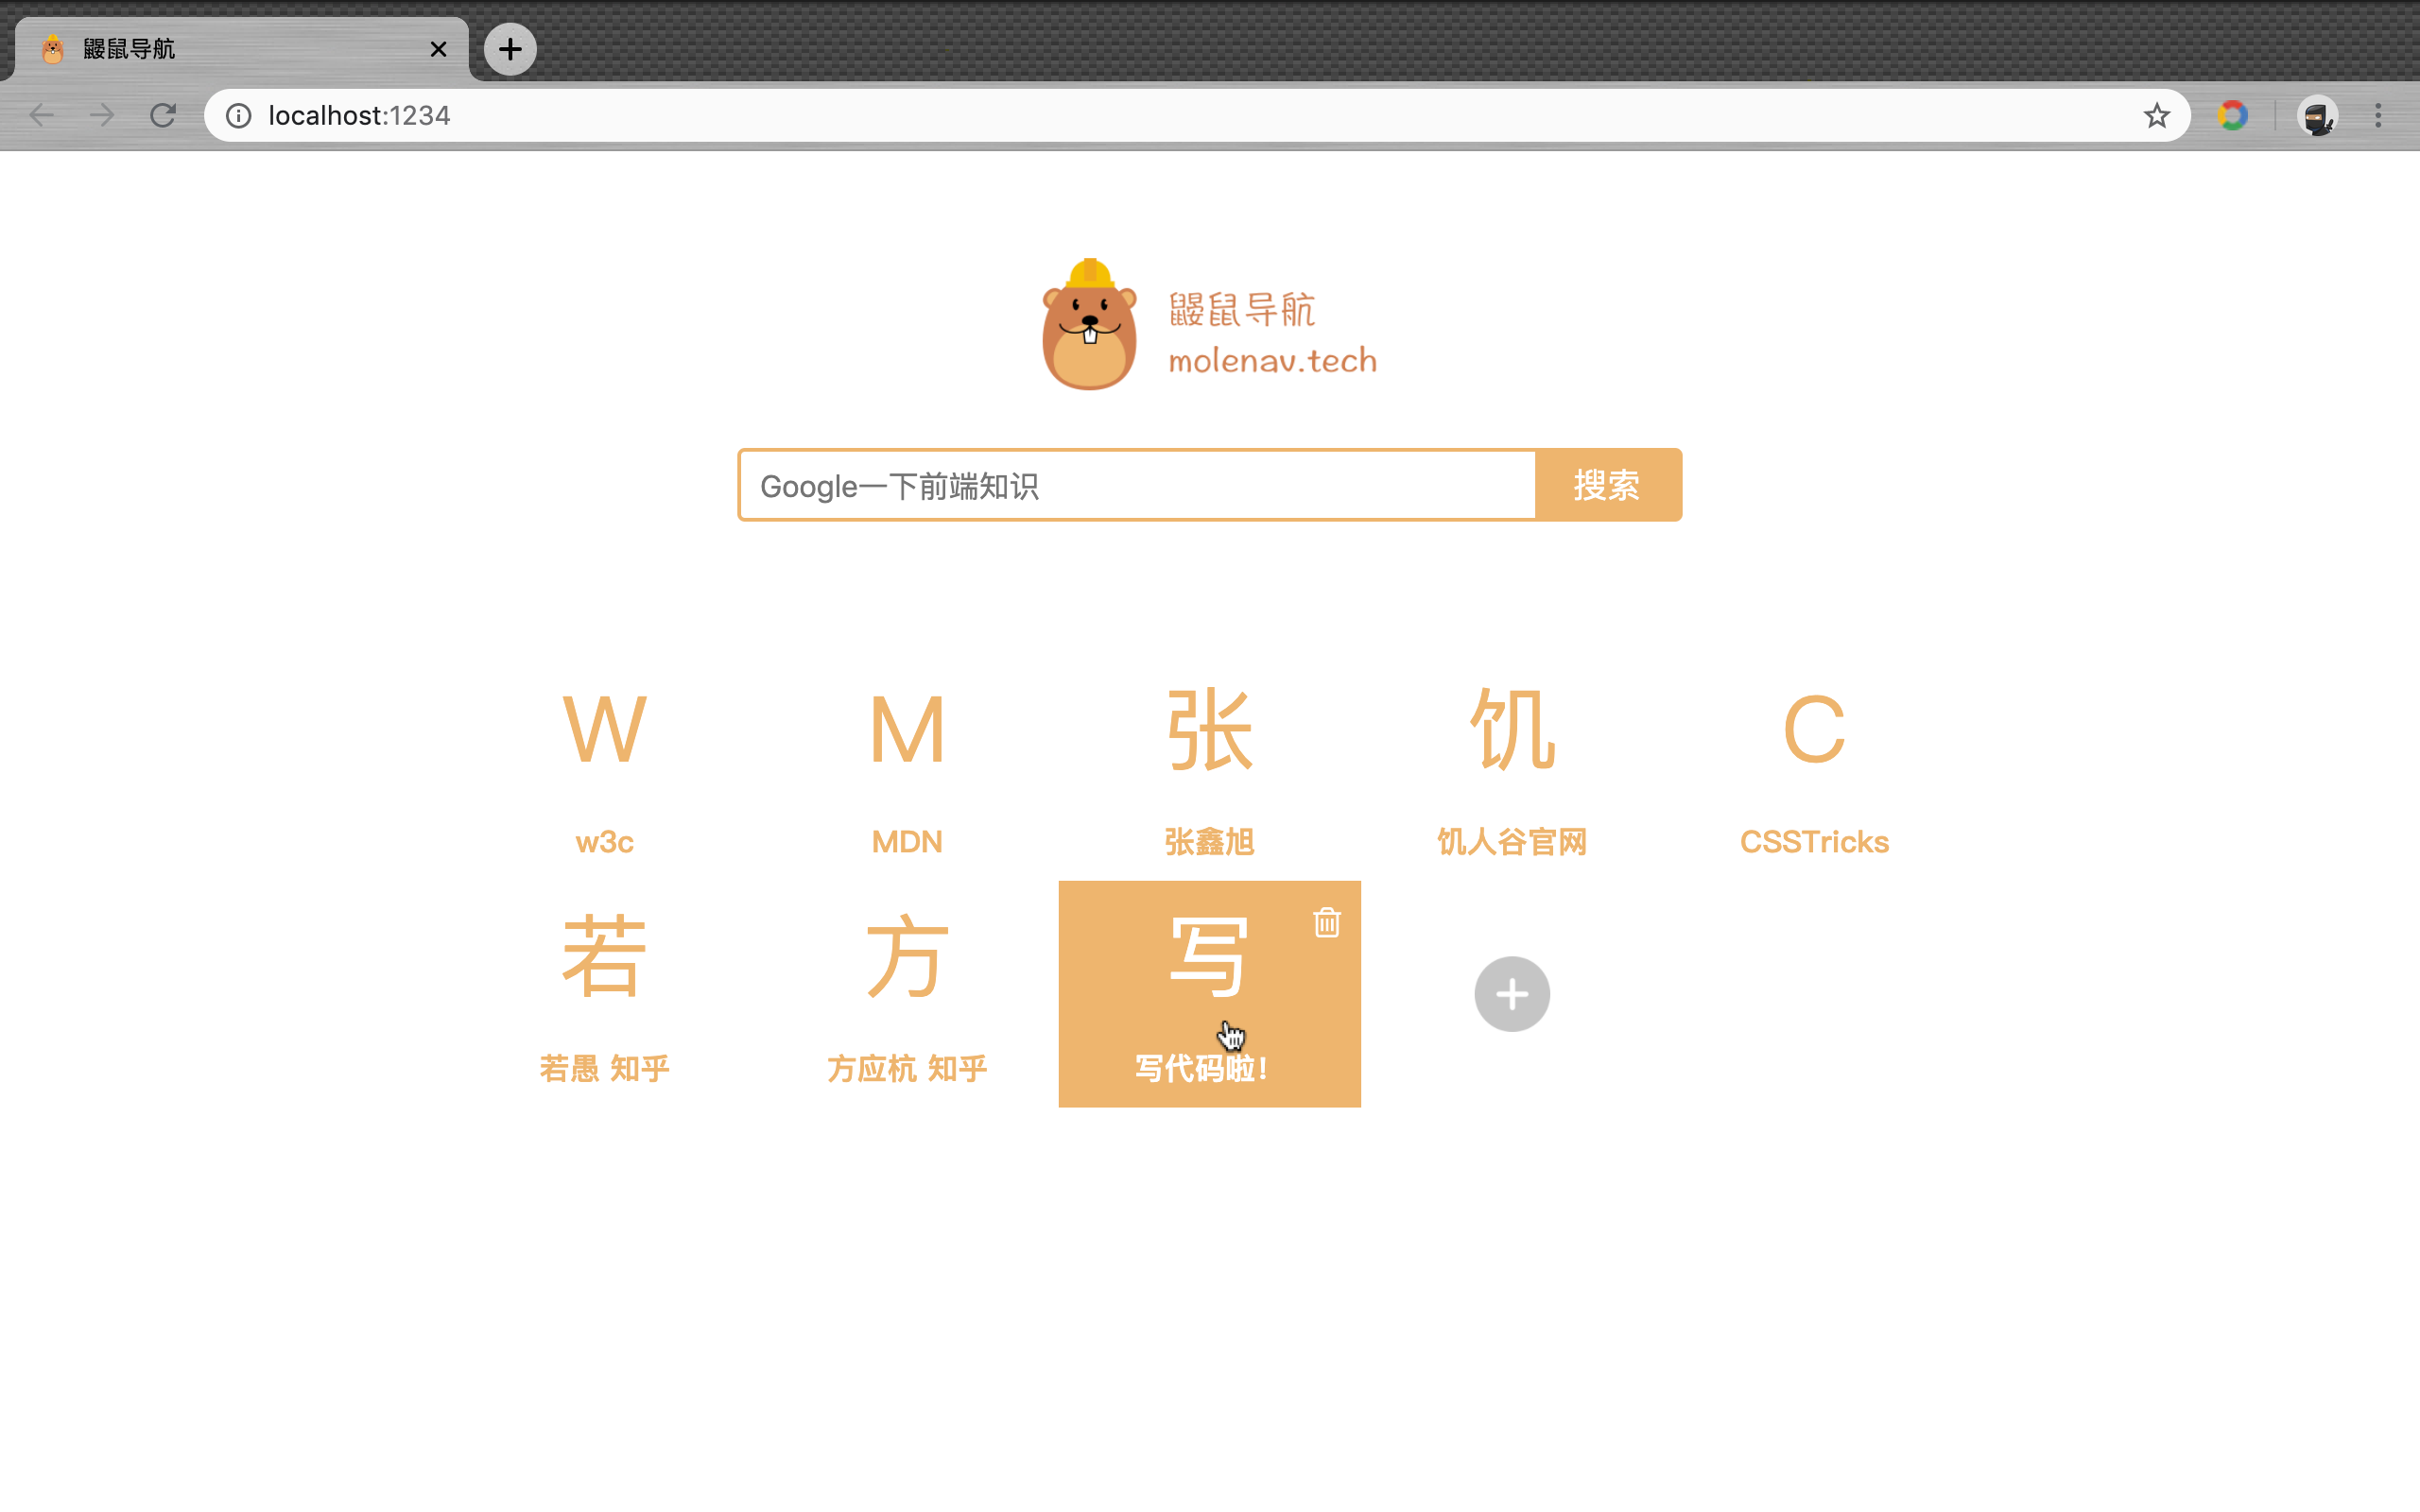 鼹鼠导航
localhost:1234
鼹鼠导航
molenav.tech
Google一下前端知识
搜索
W
M
张
饥
C
w3c
MDN
张鑫旭
饥人谷官网
CSSTricks
若
方
写
若愚 知乎
方应杭 知乎
写代码啦!